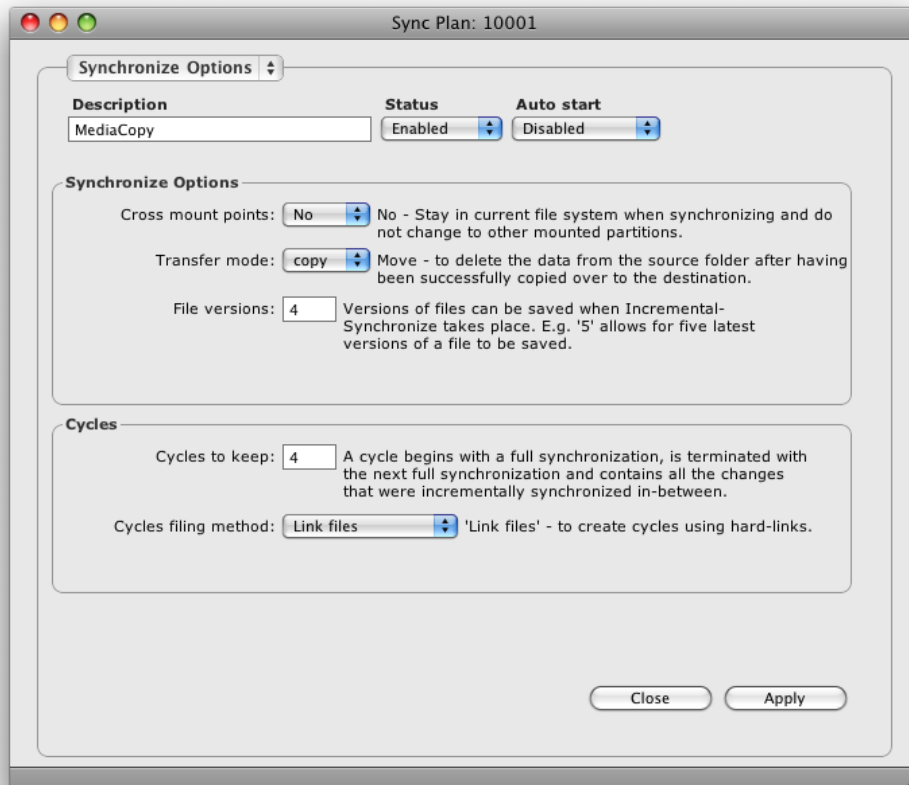 Sync Plan: 10001
Synchronize Options
Description
Status
Auto start
MediaCopy
Enabled
Disabled
Synchronize Options
Cross mount points: No No - Stay in current file system when synchronizing and do
not change to other mounted partitions.
Transfer mode: copy Move - to delete the data from the source folder after having
been successfully copied over to the destination.
File versions: 4 Versions of files can be saved when Incremental-
Synchronize takes place. E.g. '5' allows for five latest
versions of a file to be saved.
Cycles
Cycles to keep: 4 A cycle begins with a full synchronization, is terminated with
the next full synchronization and contains all the changes
that were incrementally synchronized in-between.
Cycles filing method: Link files 'Link files' - to create cycles using hard-links.
Close
Apply